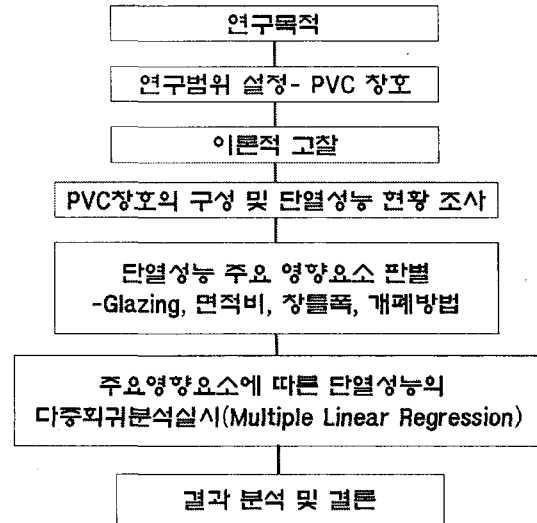 연구목적
연구범위 설정- PVC 창호
이론적 고찰
PVC창호의 구성 및 단열성능 현황 조사
단열성능 주요 영향요소 판별
-Glazing, 면적비, 창틀폭, 개폐방법
주요영향요소에 따른 단열성능의
다중회귀분석실시(Multiple Linear Regression)
결과 분석 및 결론